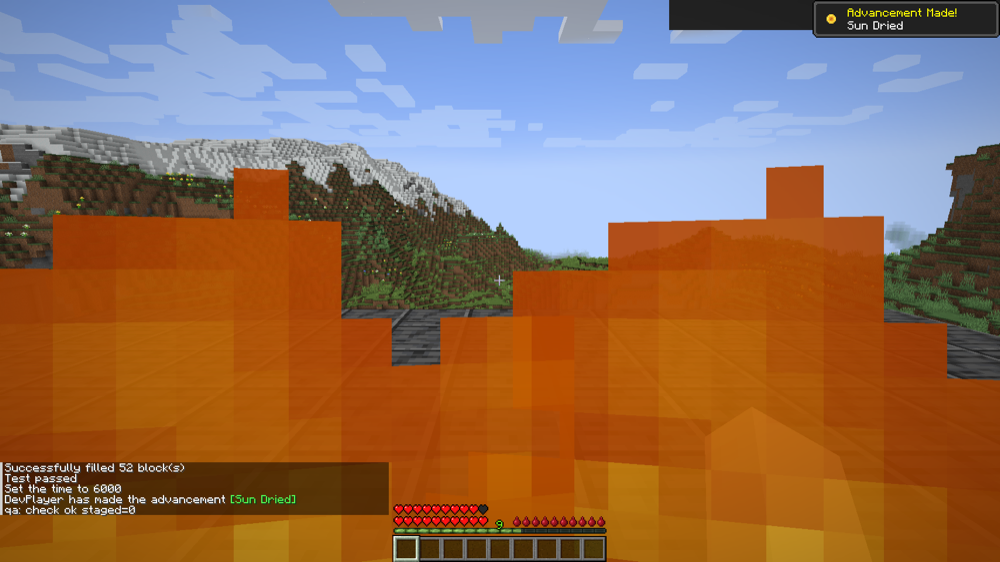 Advancement Made!
Sun Dried
Successfully filled 52 block(s)
Test passed
Set the time to 6000
DevPlayer has made the advancement [Sun Dried]
qa: check ok staged=0
9